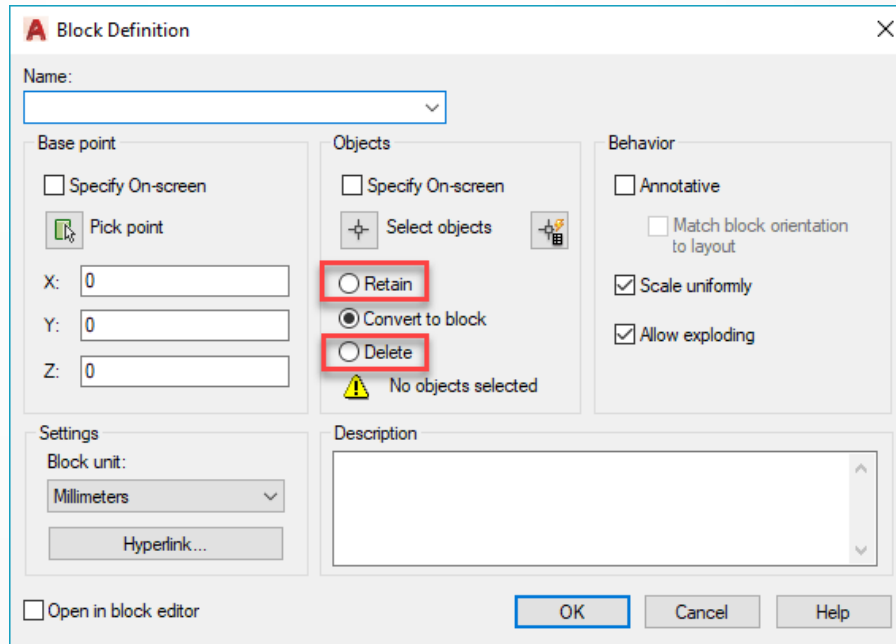 Block Definition
Name:
Base point
Specify On-screen
Pick point
X: 0
Y: 0
Z: 0
Objects
Specify On-screen
Select objects
Retain
Convert to block
Delete
No objects selected
Behavior
Annotative
Match block orientation
to layout
Scale uniformly
Allow exploding
Settings
Block unit:
Millimeters
Hyperlink...
Description
Open in block editor
OK Cancel Help